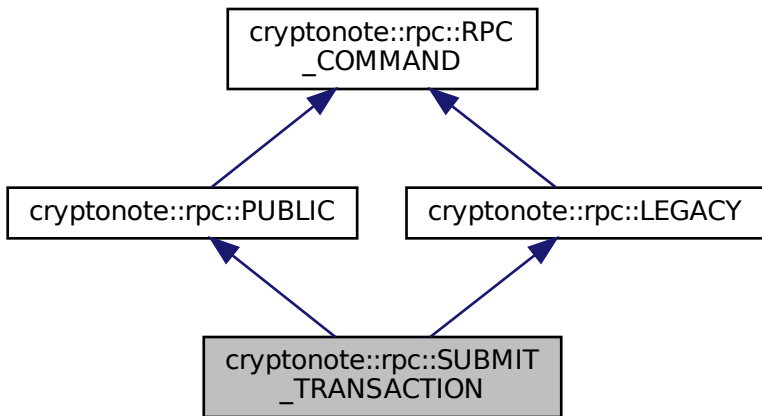 cryptonote::rpc::RPC
_COMMAND
cryptonote::rpc::PUBLIC
cryptonote::rpc::LEGACY
cryptonote::rpc::SUBMIT
_TRANSACTION